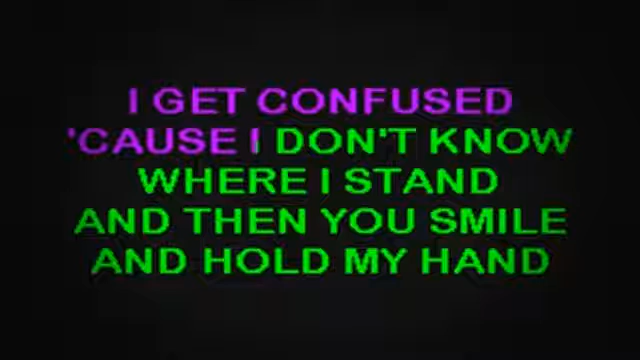 I GET CONFUSED
'CAUSE I DON'T KNOW
WHERE I STAND
AND THEN YOU SMILE
AND HOLD MY HAND